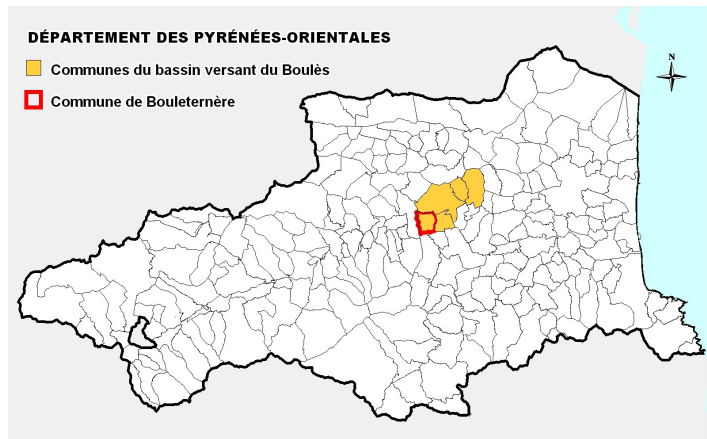 DÉPARTEMENT DES PYRÉNÉES-ORIENTALES
Communes du bassin versant du Boulès
Commune de Bouleternère
N